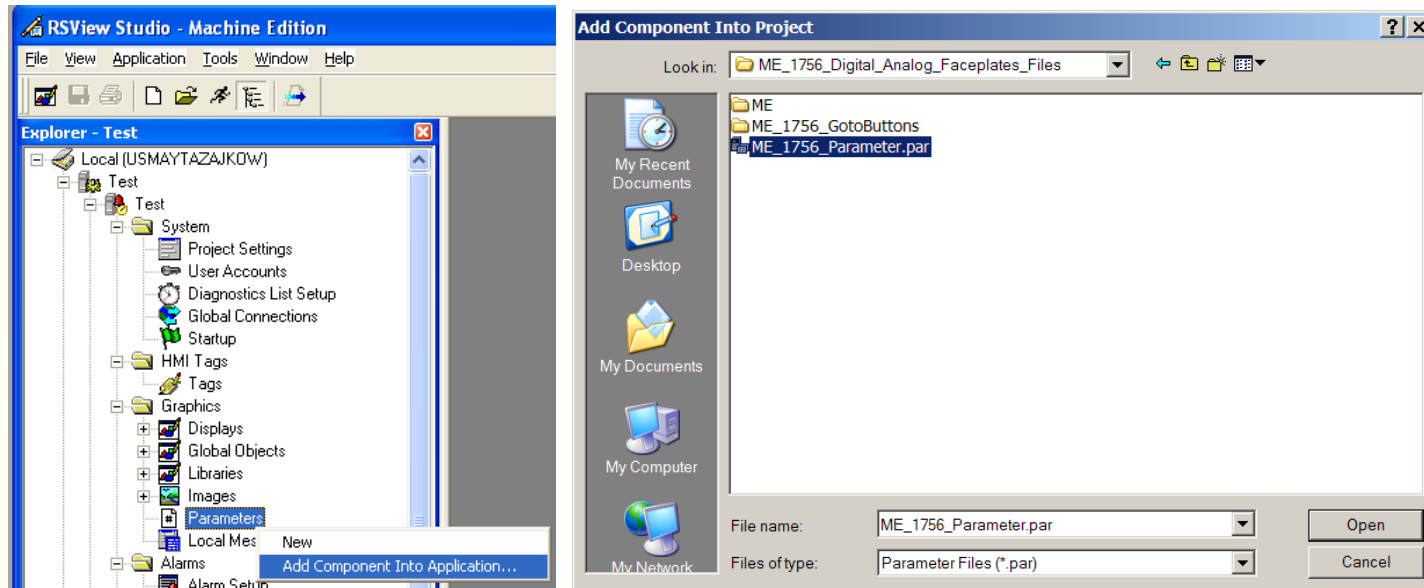 RSView Studio - Machine Edition
File View Application Tools Window Help
Explorer - Test
Local (USMAYTAZAJKOW)
Test
Test
System
Project Settings
User Accounts
Diagnostics List Setup
Global Connections
Startup
HMI Tags
Tags
Graphics
Displays
Global Objects
Libraries
Images
Parameters
Local Mes
New
Add Component Into Application...
Alarms
Alarm Setup
Add Component Into Project
Look in: ME_1756_Digital_Analog_Faceplates_Files
ME
ME_1756_GotoButtons
ME_1756_Parameter.par
My Recent
Documents
Desktop
My Documents
My Computer
My Network
File name: ME_1756_Parameter.par Open
Files of type: Parameter Files (*.par) Cancel